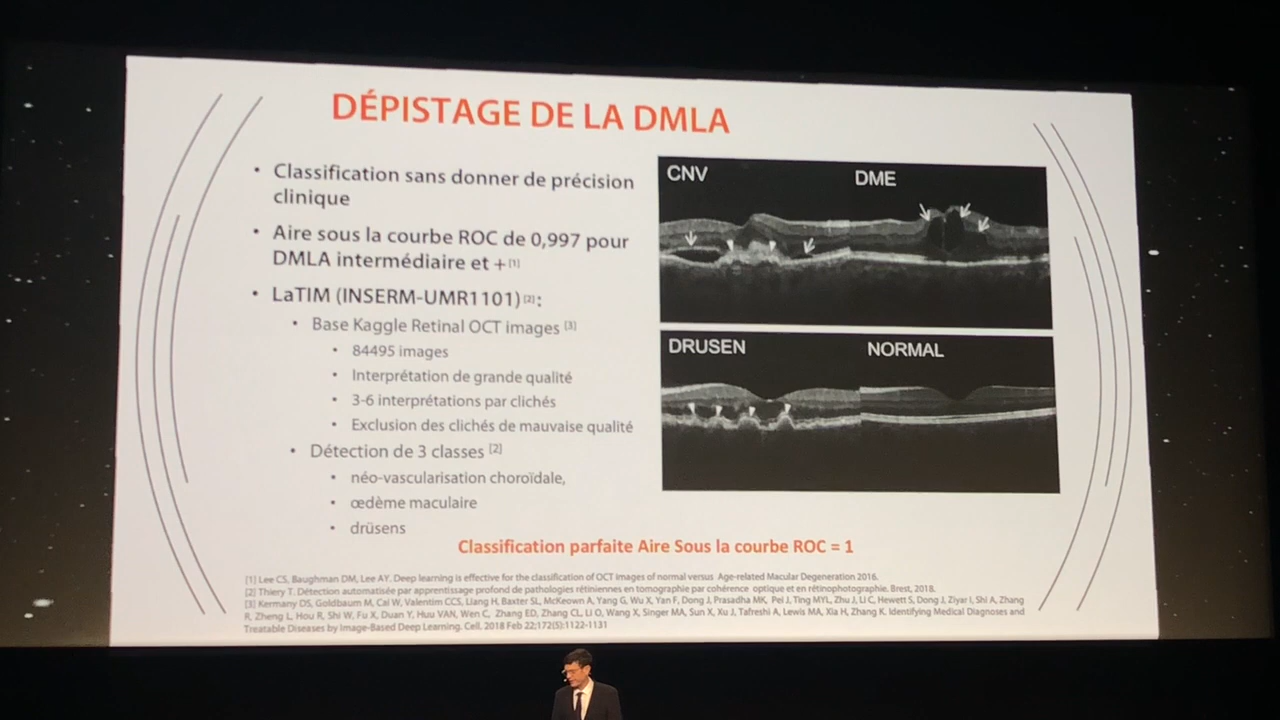 DÉPISTAGE DE LA DMLA
• Classification sans donner de précision
clinique
• Aire sous la courbe ROC de 0,997 pour
DMLA intermédiaire et + [1]
• LaTIM (INSERM-UMR1101) [2] :
• Base Kaggle Retinal OCT images [3]
• 84495 images
• Interprétation de grande qualité
• 3-6 interprétations par clichés
• Exclusion des clichés de mauvaise qualité
• Détection de 3 classes [2]
• néo-vascularisation choroïdale,
• œdème maculaire
• drüsens
CNV
DME
DRUSEN
NORMAL
Classification parfaite Aire Sous la courbe ROC = 1
[1] Lee CS, Baughman DM, Lee AY. Deep learning is effective for the classification of OCT Images of normal versus Age-related Macular Degeneration 2016.
[2] Thiery T. Détection automatisée par apprentissage profond de pathologies rétiniennes en tomographie par cohérence optique et en rétinophotographie. Brest, 2018.
[3] Kermany DS, Goldbaum M, Cai W, Valentim CCS, Liang H, Baxter SL, McKeown A, Yang G, Wu X, Yan F, Dong J, Prasadha MK, Pei J, Ting MYL, Zhu J, Li C, Hewett S, Dong J, Ziyar I, Shi A, Zhang
R, Zheng L, Hou R, Shi W, Fu X, Duan Y, Huu VAN, Wen C, Zhang ED, Zhang CL, Li O, Wang X, Singer MA, Sun X, Xu J, Tafreshi A, Lewis MA, Xia H, Zhang K. Identifying Medical Diagnoses and
Treatable Diseases by Image-Based Deep Learning. Cell. 2018 Feb 22;172(5):1122-1131